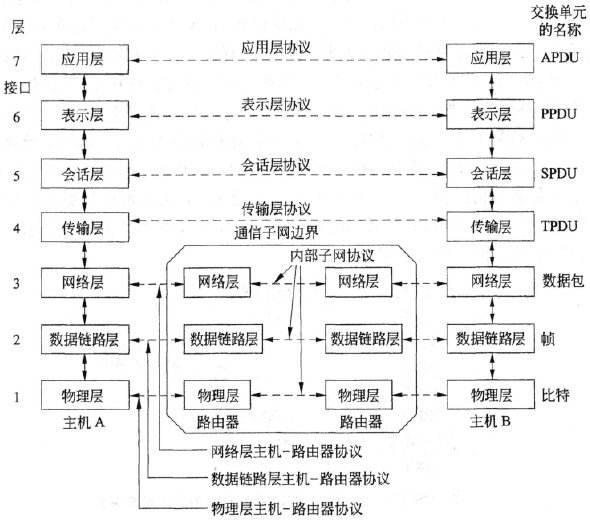 层
交换单元
的名称
7 应用层 应用层协议 应用层 APDU
接口
6 表示层 表示层协议 表示层 PPDU
5 会话层 会话层协议 会话层 SPDU
4 传输层 传输层协议 传输层 TPDU
通信子网边界
内部子网协议
3 网络层 网络层 网络层 网络层 数据包
2 数据链路层 数据链路层 数据链路层 数据链路层 帧
1 物理层 物理层 物理层 物理层 比特
主机 A 路由器 路由器 主机 B
网络层主机-路由器协议
数据链路层主机-路由器协议
物理层主机-路由器协议